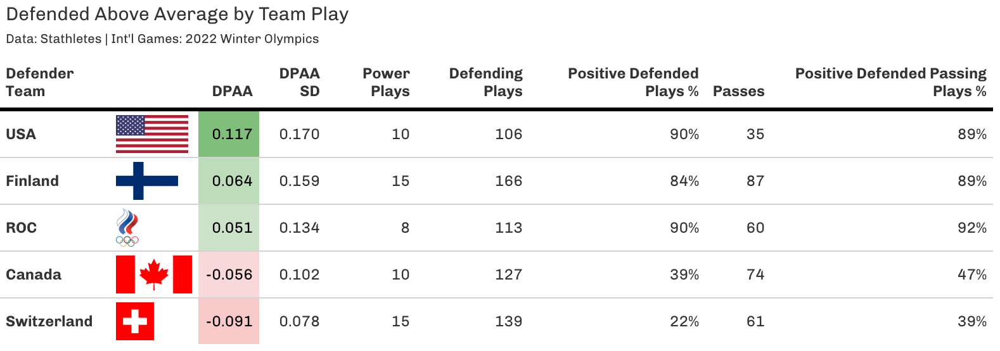 Defended Above Average by Team Play
Data: Stathletes | Int'l Games: 2022 Winter Olympics
Defender Team DPAA DPAA SD Power Plays Defending Plays Positive Defended Plays % Passes Positive Defended Passing Plays %
USA 0.117 0.170 10 106 90% 35 89%
Finland 0.064 0.159 15 166 84% 87 89%
ROC 0.051 0.134 8 113 90% 60 92%
Canada -0.056 0.102 10 127 39% 74 47%
Switzerland -0.091 0.078 15 139 22% 61 39%